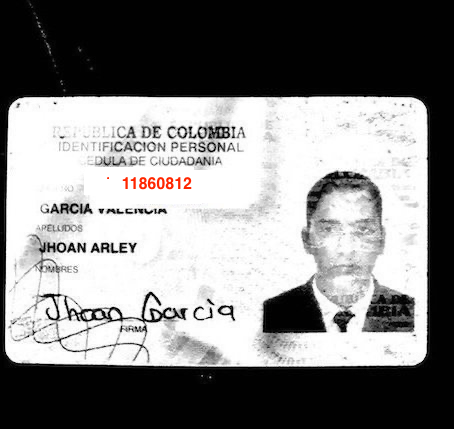 REPUBLICA DE COLOMBIA
IDENTIFICACION PERSONAL
CEDULA DE CIUDADANIA
11860812
GARCIA VALENCIA
APELLIDOS
JHOAN ARLEY
NOMBRES
Jhoan Garcia
FIRMA